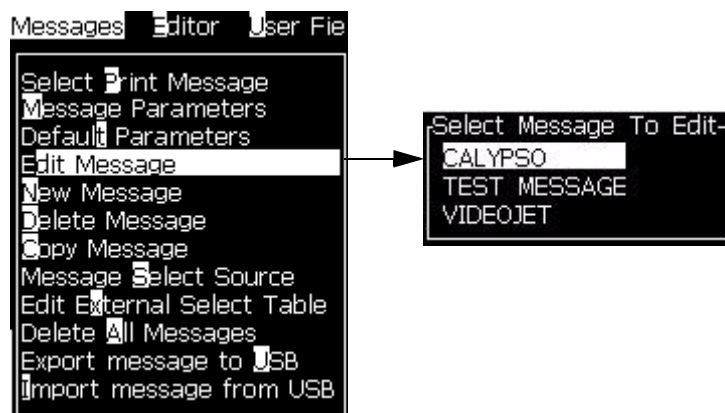 Messages Editor User Fie
Select Print Message
Message Parameters
Default Parameters
Edit Message
New Message
Delete Message
Copy Message
Message Select Source
Edit External Select Table
Delete All Messages
Export message to USB
Import message from USB
Select Message To Edit
CALYPSO
TEST MESSAGE
VIDEOJET